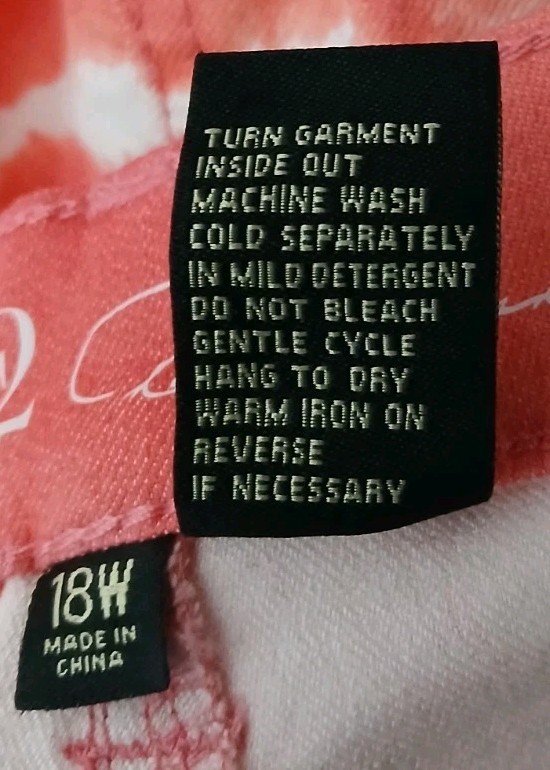 TURN GARMENT
INSIDE OUT
MACHINE WASH
COLD SEPARATELY
IN MILD DETERGENT
DO NOT BLEACH
GENTLE CYCLE
HANG TO DRY
WARM IRON ON
REVERSE
IF NECESSARY
18W
MADE IN
CHINA